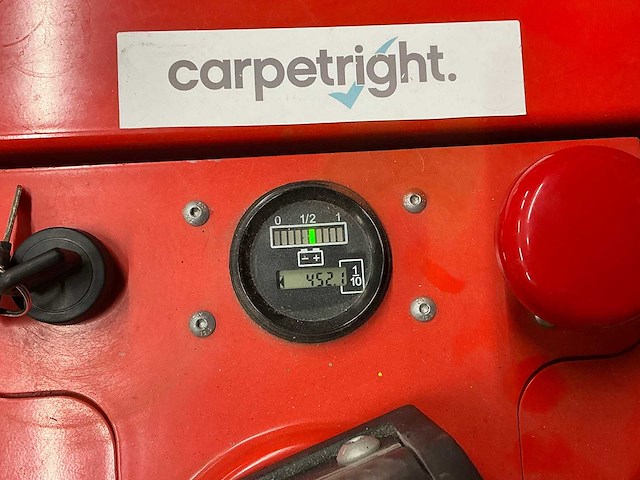 carpetright.
0 1/2 1
- +
452.1 1/10